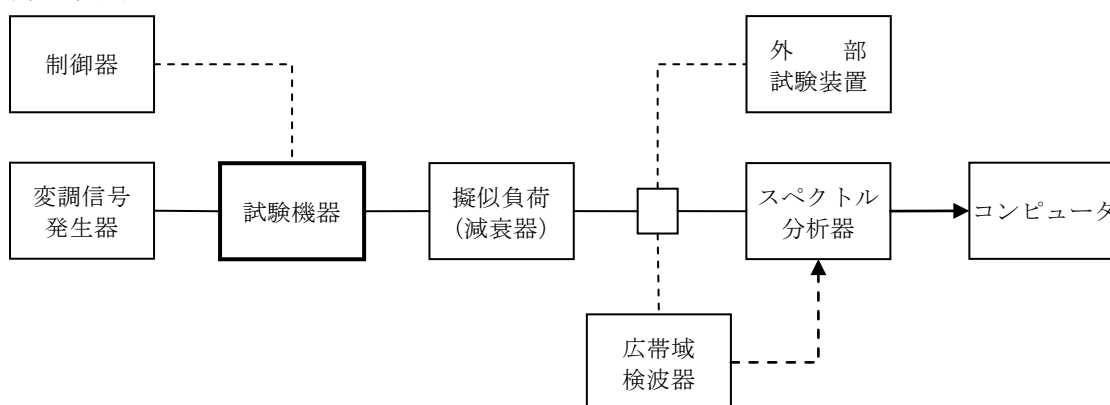 制御器
外　　部
試験装置
変調信号
発生器
試験機器
擬似負荷
（減衰器）
スペクトル
分析器
コンピュータ
広帯域
検波器